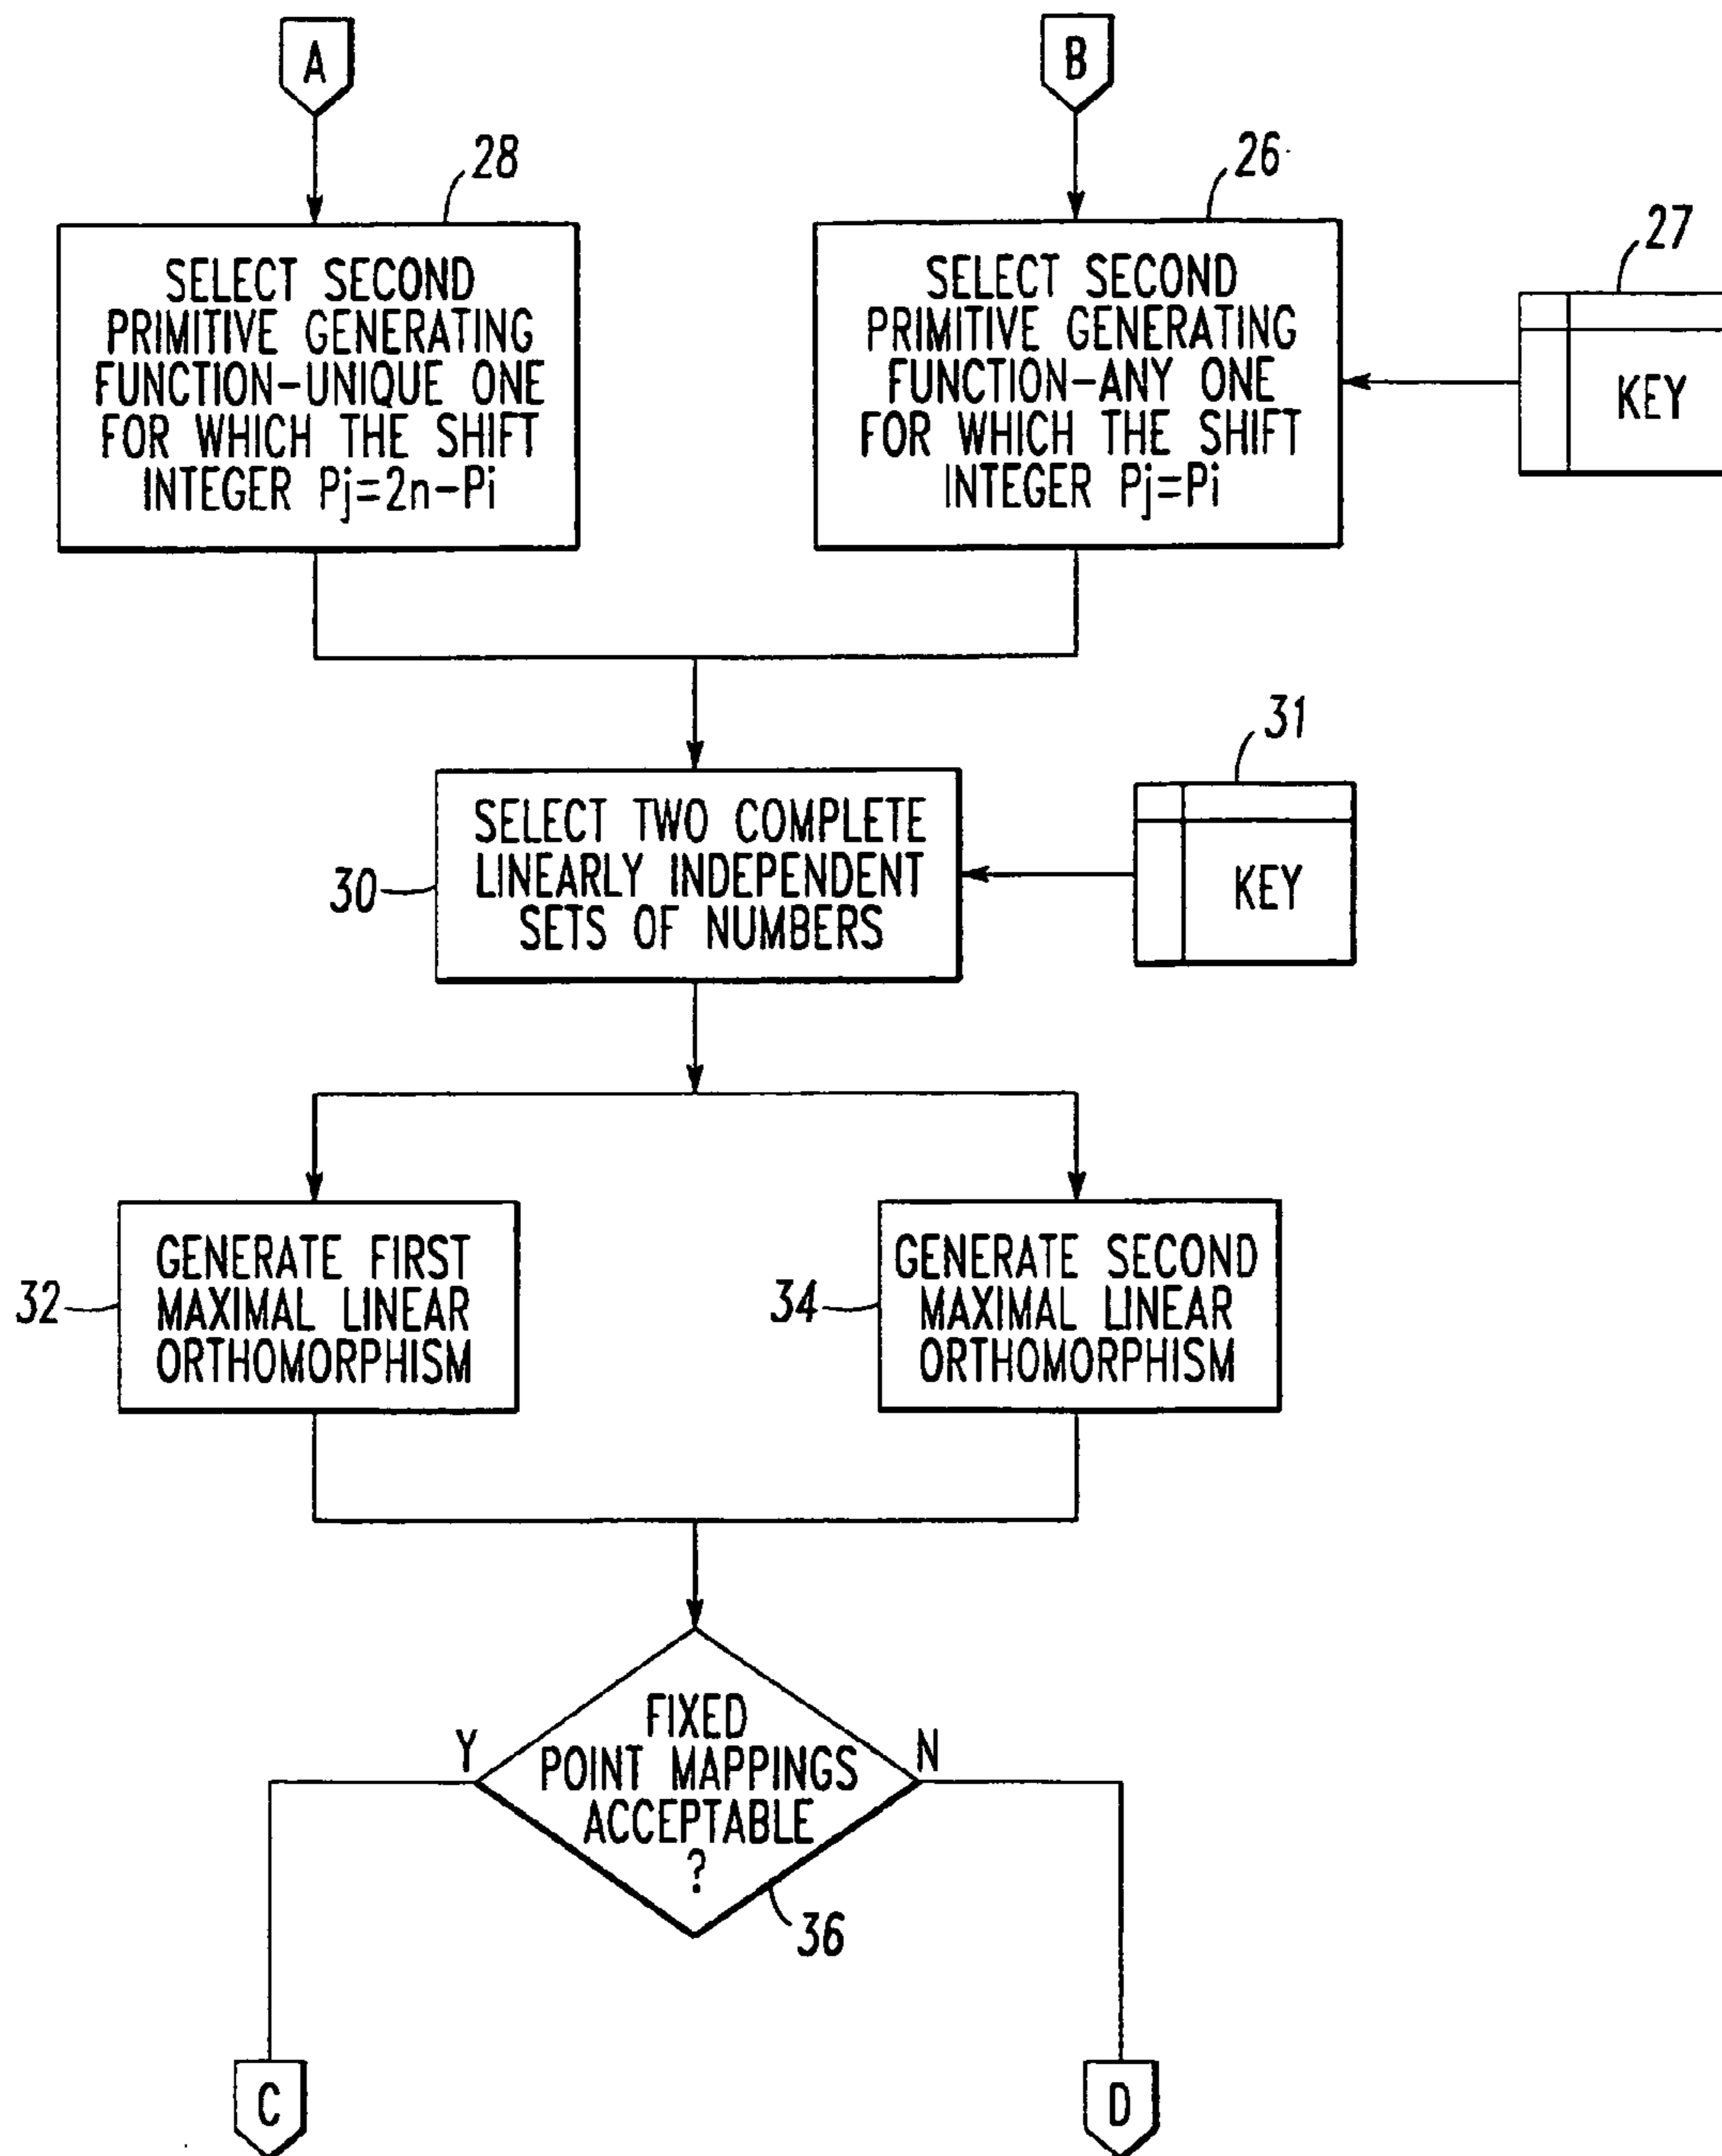 A
B
28
26
27
SELECT SECOND
PRIMITIVE GENERATING
FUNCTION-UNIQUE ONE
FOR WHICH THE SHIFT
INTEGER Pj=2n-Pi
SELECT SECOND
PRIMITIVE GENERATING
FUNCTION-ANY ONE
FOR WHICH THE SHIFT
INTEGER Pj=Pi
KEY
31
30
SELECT TWO COMPLETE
LINEARLY INDEPENDENT
SETS OF NUMBERS
KEY
32
GENERATE FIRST
MAXIMAL LINEAR
ORTHOMORPHISM
34
GENERATE SECOND
MAXIMAL LINEAR
ORTHOMORPHISM
Y
FIXED
POINT MAPPINGS
ACCEPTABLE
?
N
36
C
D